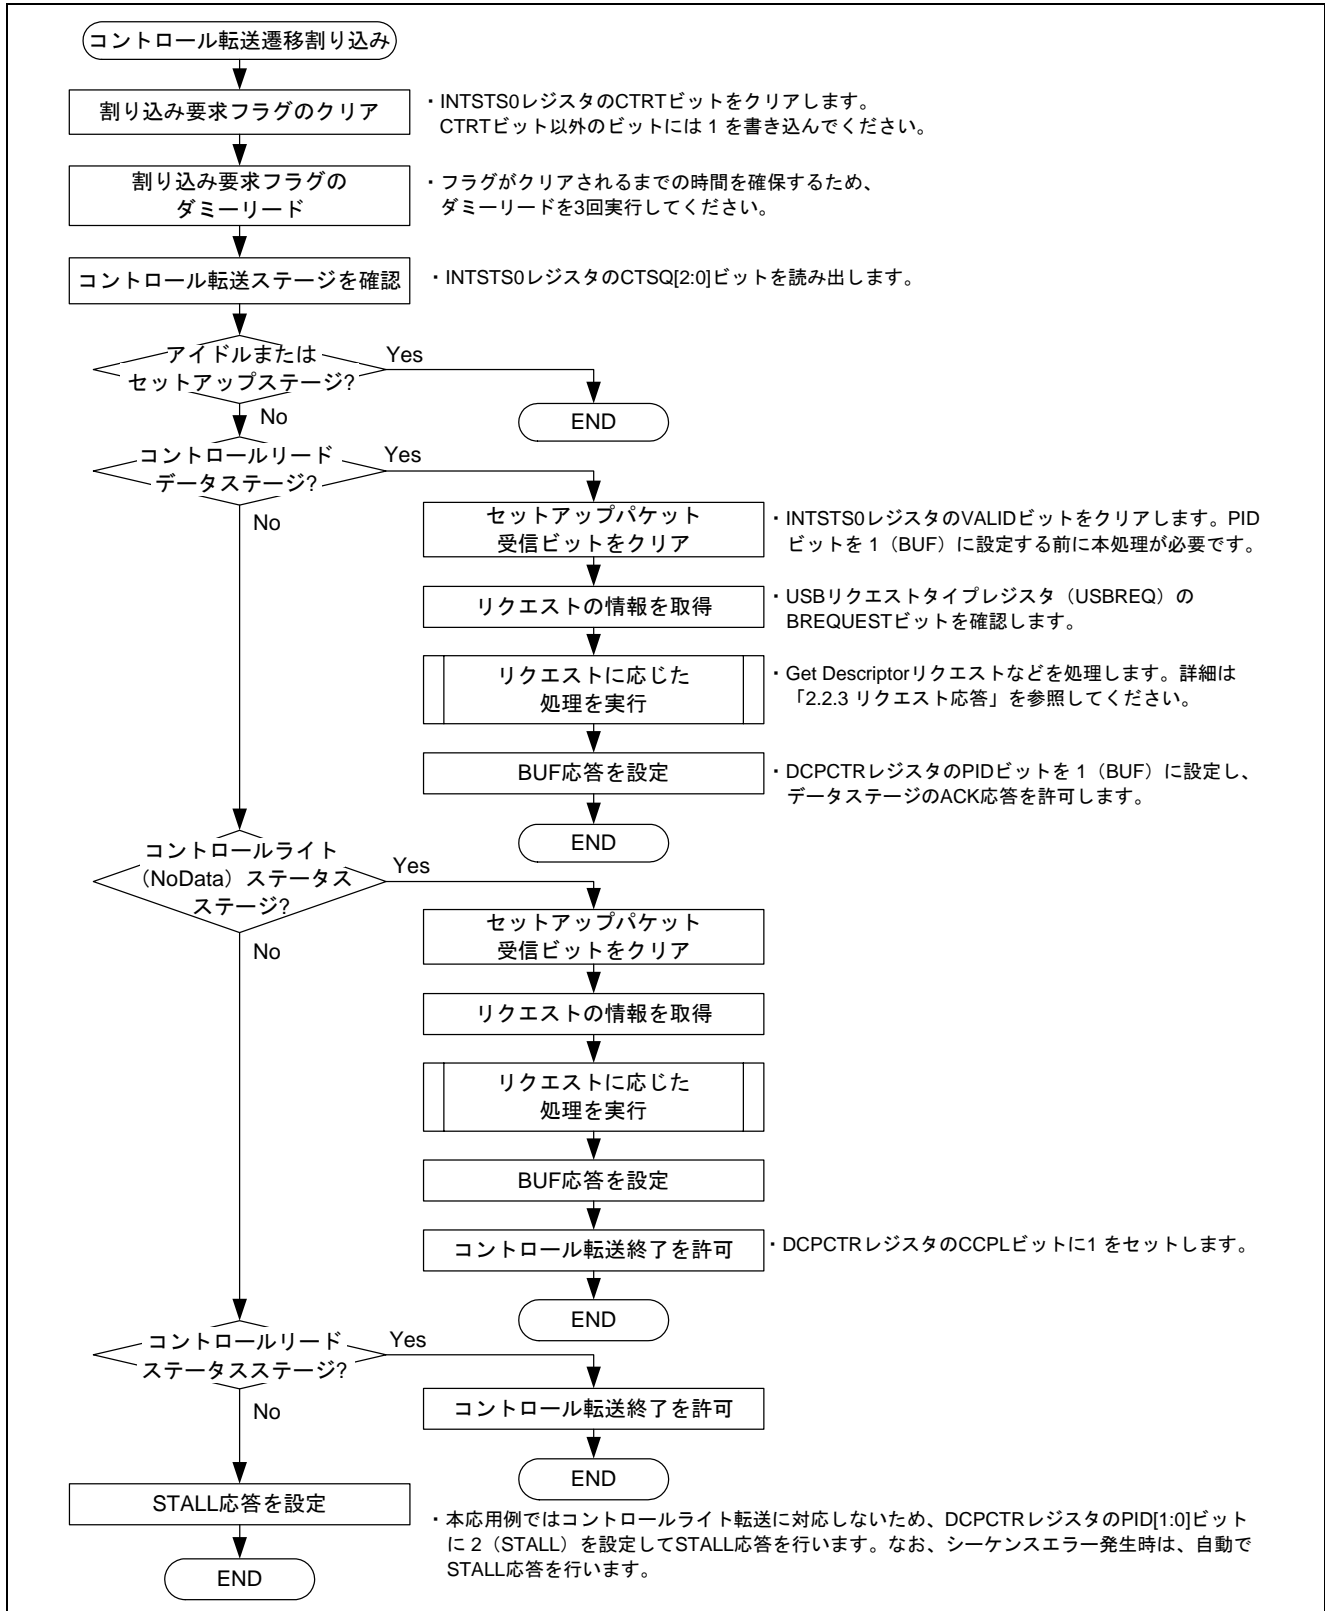 コントロール転送遷移割り込み
割り込み要求フラグのクリア
・INTSTS0レジスタのCTRTビットをクリアします。
CTRTビット以外のビットには 1 を書き込んでください。
割り込み要求フラグの
ダミーリード
・フラグがクリアされるまでの時間を確保するため、
ダミーリードを3回実行してください。
コントロール転送ステージを確認
・INTSTS0レジスタのCTSQ[2:0]ビットを読み出します。
アイドルまたは
セットアップステージ?
Yes
END
No
コントロールリード
データステージ?
Yes
No
セットアップパケット
受信ビットをクリア
・INTSTS0レジスタのVALIDビットをクリアします。PID
ビットを 1（BUF）に設定する前に本処理が必要です。
リクエストの情報を取得
・USBリクエストタイプレジスタ（USBREQ）の
BREQUESTビットを確認します。
リクエストに応じた
処理を実行
・Get Descriptorリクエストなどを処理します。詳細は
「2.2.3 リクエスト応答」を参照してください。
BUF応答を設定
・DCPCTRレジスタのPIDビットを 1（BUF）に設定し、
データステージのACK応答を許可します。
END
コントロールライト
（NoData）ステータス
ステージ?
Yes
No
セットアップパケット
受信ビットをクリア
リクエストの情報を取得
リクエストに応じた
処理を実行
BUF応答を設定
コントロール転送終了を許可
・DCPCTRレジスタのCCPLビットに1 をセットします。
END
コントロールリード
ステータスステージ?
Yes
No
コントロール転送終了を許可
END
STALL応答を設定
・本応用例ではコントロールライト転送に対応しないため、DCPCTRレジスタのPID[1:0]ビット
に 2（STALL）を設定してSTALL応答を行います。なお、シーケンスエラー発生時は、自動で
STALL応答を行います。
END